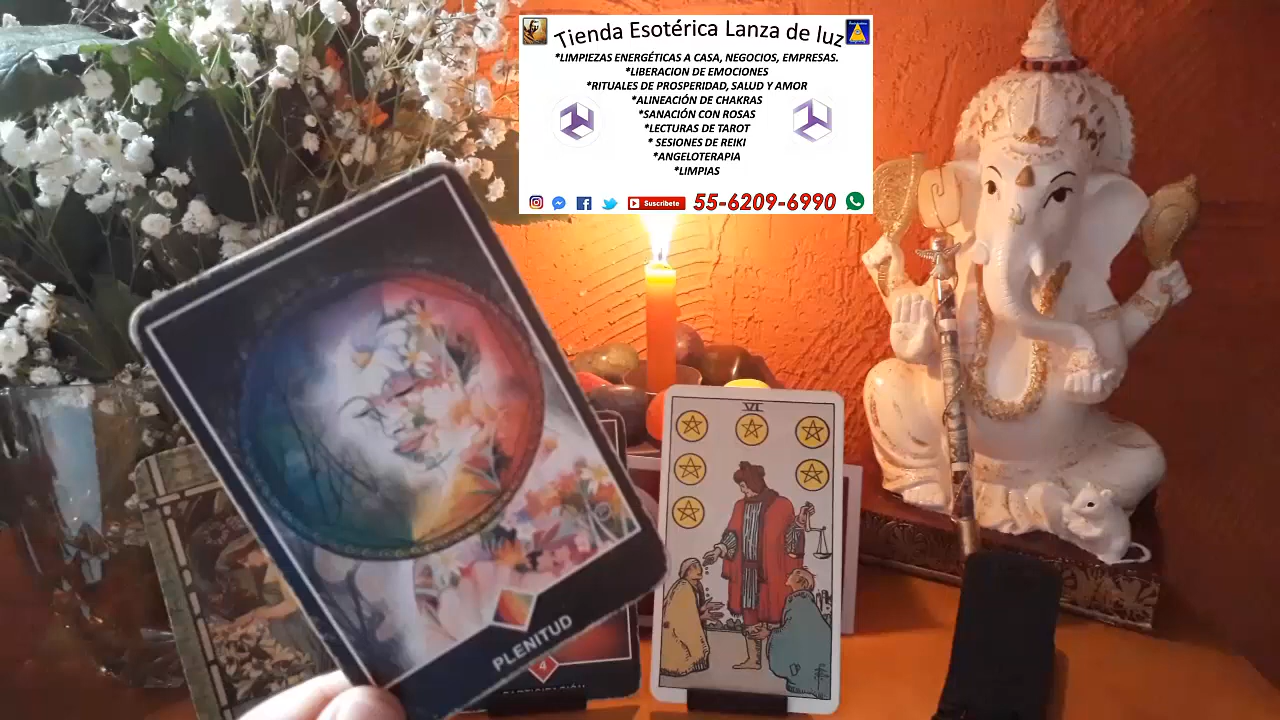 Tienda Esotérica Lanza de luz
*LIMPIEZAS ENERGÉTICAS A CASA, NEGOCIOS, EMPRESAS.
*LIBERACION DE EMOCIONES
*RITUALES DE PROSPERIDAD, SALUD Y AMOR
*ALINEACIÓN DE CHAKRAS
*SANACIÓN CON ROSAS
*LECTURAS DE TAROT
* SESIONES DE REIKI
*ANGELOTERAPIA
*LIMPIAS
Suscribete
55-6209-6990
VI
PLENITUD
4